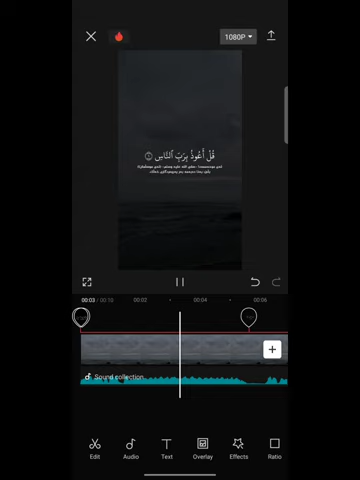 1080P
قُلْ أَعُوذُ بِرَبِّ ٱلنَّاسِ ۝١
00:03 / 00:10
00:02
00:04
00:06
Sound collection
Edit
Audio
Text
Overlay
Effects
Ratio